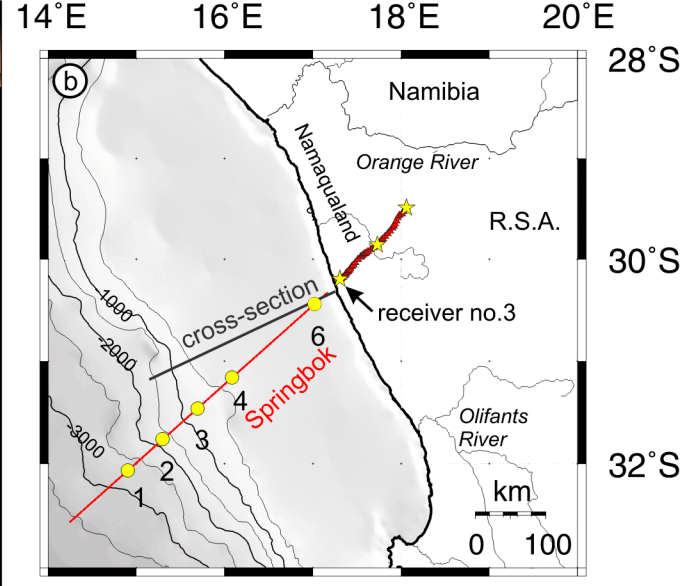 14˚E
16˚E
18˚E
20˚E
28˚S
b
Namibia
Namaqualand
Orange River
R.S.A.
30˚S
cross-section
receiver no.3
1000
6
-2000
4
Springbok
3
Olifants
River
-3000
2
32˚S
1
km
0
100